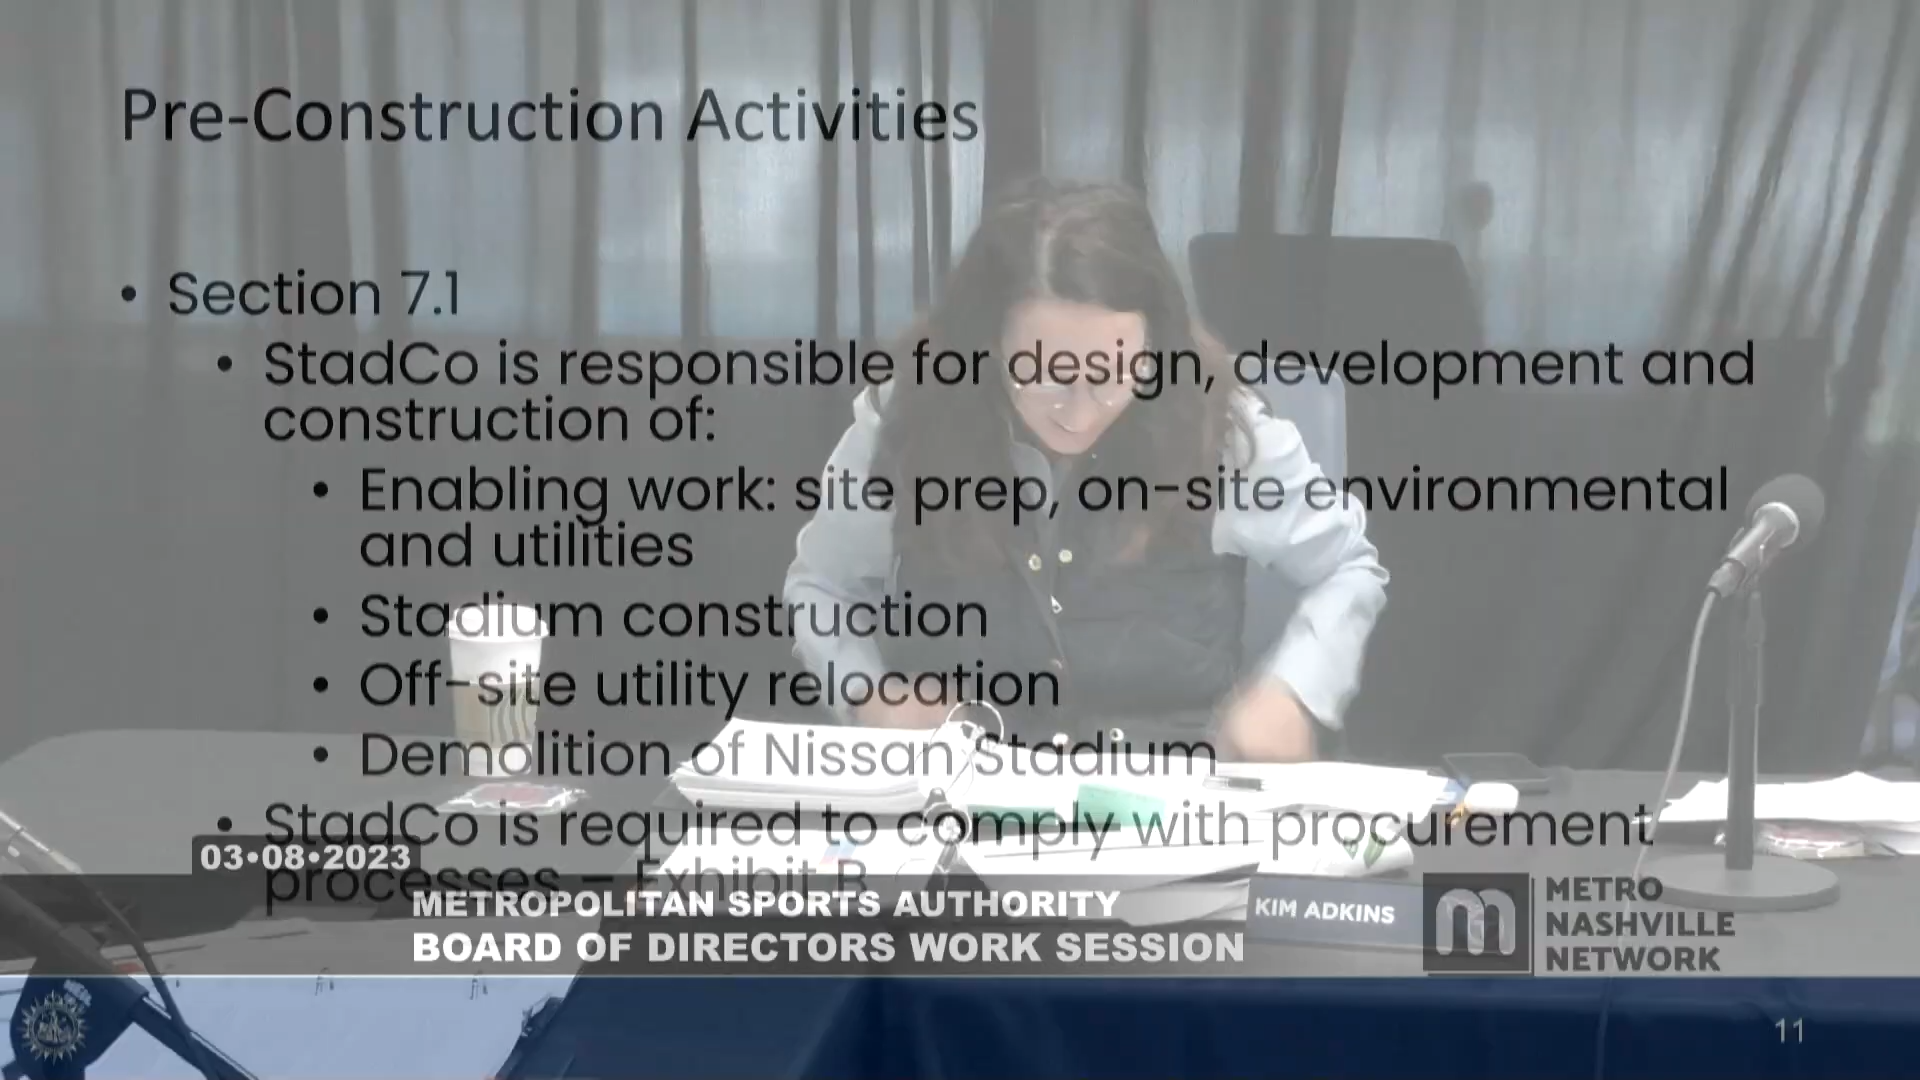 Pre-Construction Activities
• Section 7.1
• StadCo is responsible for design, development and
construction of:
• Enabling work: site prep, on-site environmental
and utilities
• Stadium construction
• Off-site utility relocation
• Demolition of Nissan Stadium
• StadCo is required to comply with procurement
processes – Exhibit B
03•08•2023
METROPOLITAN SPORTS AUTHORITY
BOARD OF DIRECTORS WORK SESSION
KIM ADKINS
m
METRO
NASHVILLE
NETWORK
11